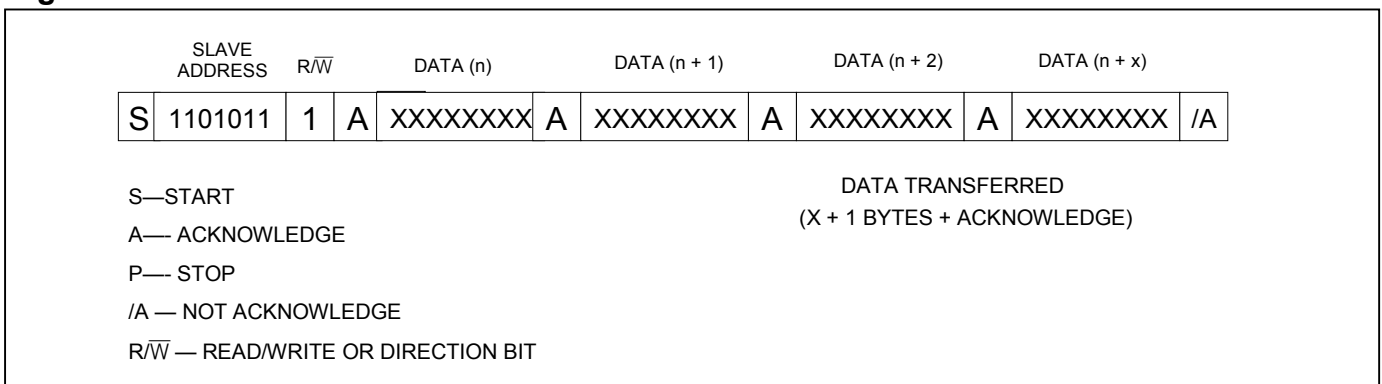 SLAVE
ADDRESS R/W̅ DATA (n) DATA (n + 1) DATA (n + 2) DATA (n + x)
S 1101011 1 A XXXXXXXX A XXXXXXXX A XXXXXXXX A XXXXXXXX /A
S—START
A—- ACKNOWLEDGE
P—- STOP
/A — NOT ACKNOWLEDGE
R/W̅ — READ/WRITE OR DIRECTION BIT
DATA TRANSFERRED
(X + 1 BYTES + ACKNOWLEDGE)